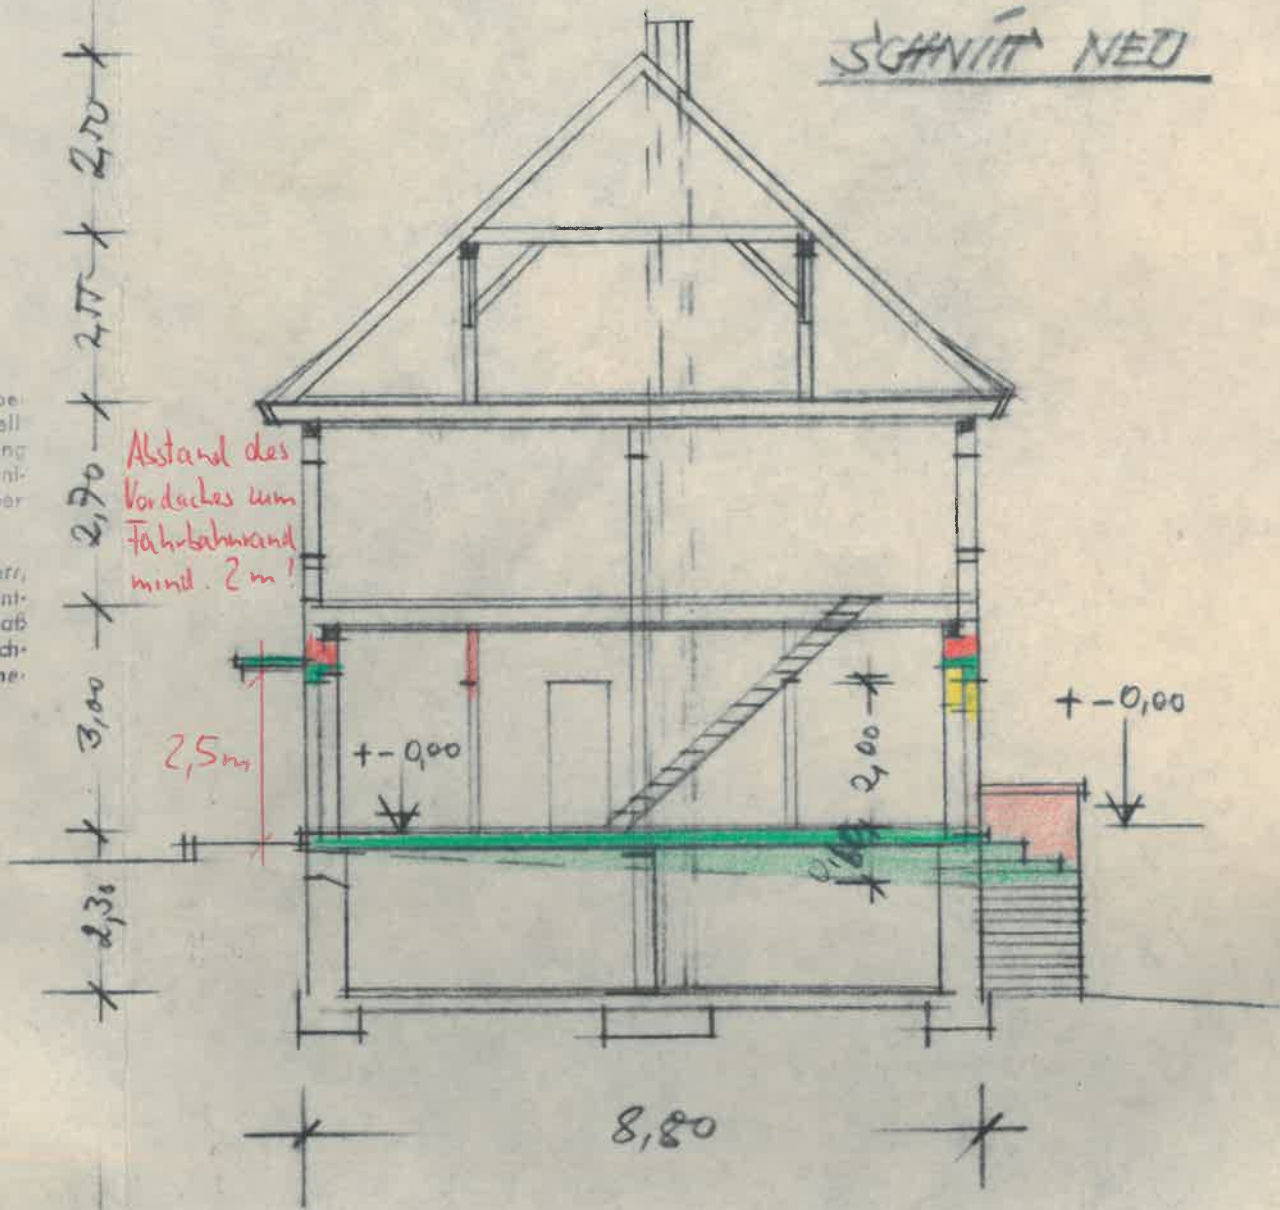 SCHNITT NEU
2,50
2,55
2,70
3,00
2,30
Abstand des
Vordaches zum
Fahrbahnrand
mind. 2 m!
2,5m
+-0,00
2,00
+-0,00
8,80